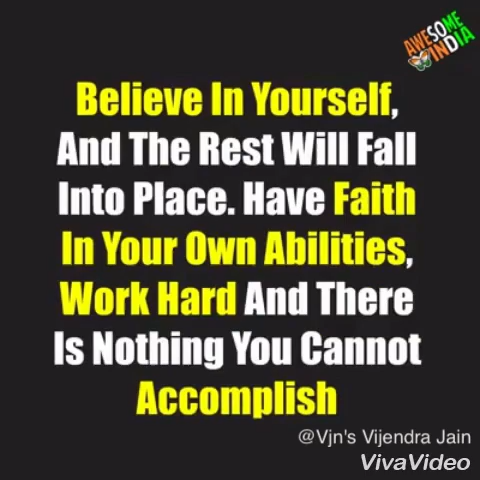 AWESOME
INDIA
Believe In Yourself,
And The Rest Will Fall
Into Place. Have Faith
In Your Own Abilities,
Work Hard And There
Is Nothing You Cannot
Accomplish
@Vjn's Vijendra Jain
VivaVideo